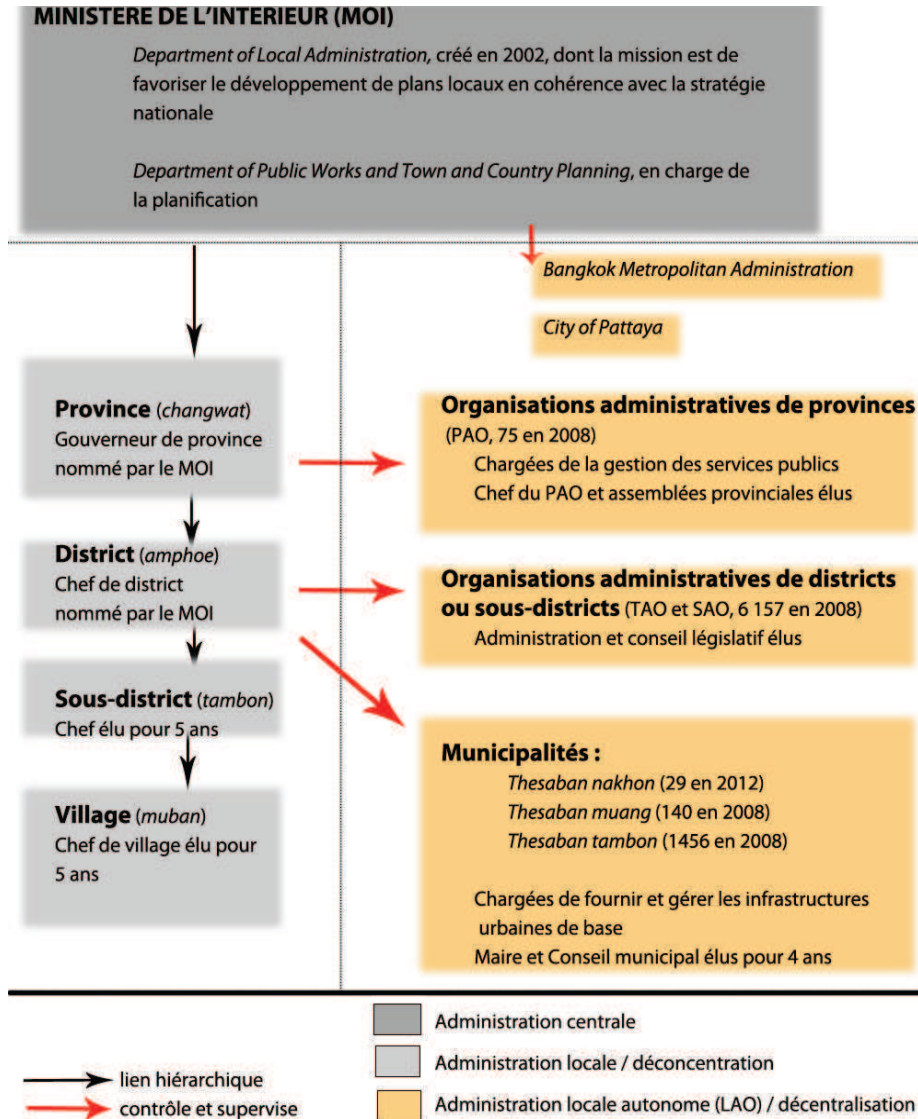 MINISTERE DE L'INTERIEUR (MOI)
Department of Local Administration, créé en 2002, dont la mission est de
favoriser le développement de plans locaux en cohérence avec la stratégie
nationale
Department of Public Works and Town and Country Planning, en charge de
la planification
Bangkok Metropolitan Administration
City of Pattaya
Province (changwat)
Gouverneur de province
nommé par le MOI
Organisations administratives de provinces
(PAO, 75 en 2008)
Chargées de la gestion des services publics
Chef du PAO et assemblées provinciales élus
District (amphoe)
Chef de district
nommé par le MOI
Organisations administratives de districts
ou sous-districts (TAO et SAO, 6 157 en 2008)
Administration et conseil législatif élus
Sous-district (tambon)
Chef élu pour 5 ans
Village (muban)
Chef de village élu pour
5 ans
Municipalités :
Thesaban nakhon (29 en 2012)
Thesaban muang (140 en 2008)
Thesaban tambon (1456 en 2008)
Chargées de fournir et gérer les infrastructures
urbaines de base
Maire et Conseil municipal élus pour 4 ans
lien hiérarchique
contrôle et supervise
Administration centrale
Administration locale / déconcentration
Administration locale autonome (LAO) / décentralisation